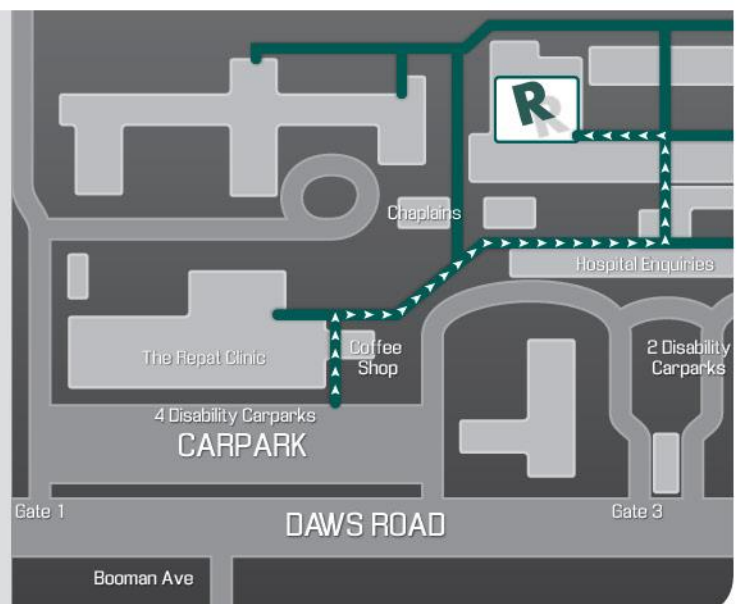 R
R
Chaplains
Hospital Enquiries
The Repat Clinic
Coffee
Shop
2 Disability
Carparks
4 Disability Carparks
CARPARK
Gate 1
DAWS ROAD
Gate 3
Booman Ave